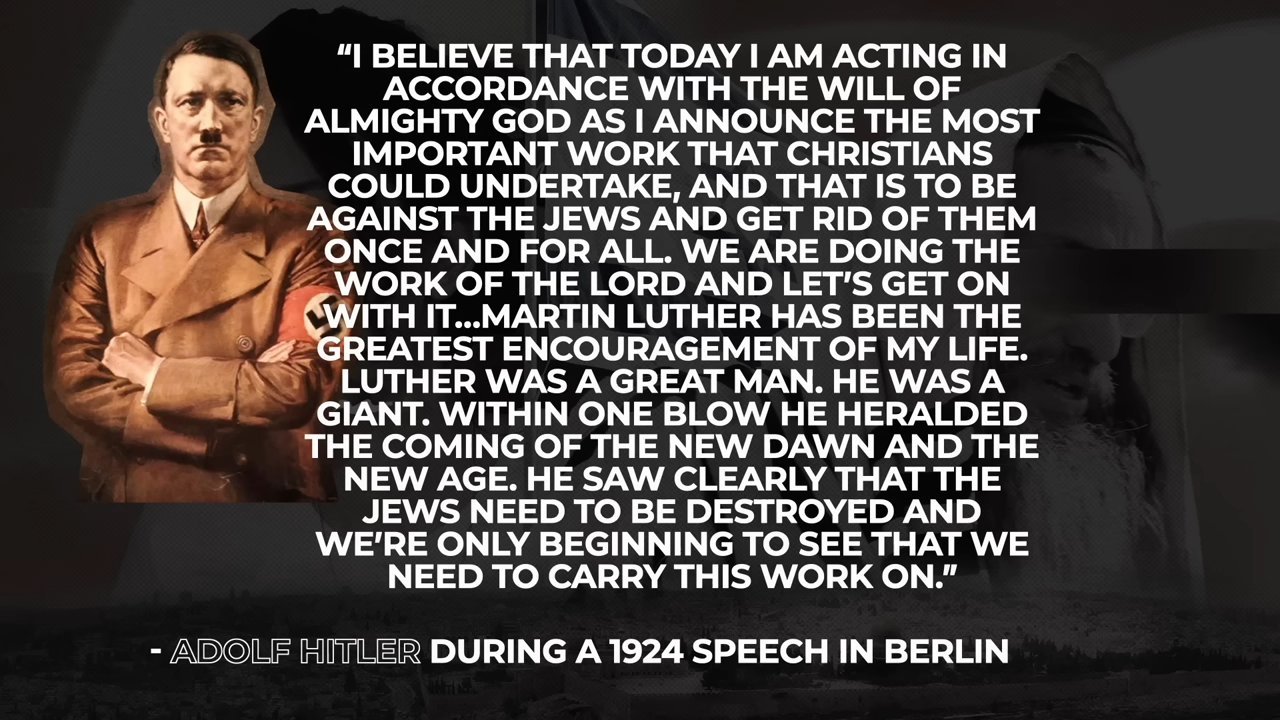 “I BELIEVE THAT TODAY I AM ACTING IN
ACCORDANCE WITH THE WILL OF
ALMIGHTY GOD AS I ANNOUNCE THE MOST
IMPORTANT WORK THAT CHRISTIANS
COULD UNDERTAKE, AND THAT IS TO BE
AGAINST THE JEWS AND GET RID OF THEM
ONCE AND FOR ALL. WE ARE DOING THE
WORK OF THE LORD AND LET’S GET ON
WITH IT...MARTIN LUTHER HAS BEEN THE
GREATEST ENCOURAGEMENT OF MY LIFE.
LUTHER WAS A GREAT MAN. HE WAS A
GIANT. WITHIN ONE BLOW HE HERALDED
THE COMING OF THE NEW DAWN AND THE
NEW AGE. HE SAW CLEARLY THAT THE
JEWS NEED TO BE DESTROYED AND
WE’RE ONLY BEGINNING TO SEE THAT WE
NEED TO CARRY THIS WORK ON.”
- ADOLF HITLER DURING A 1924 SPEECH IN BERLIN